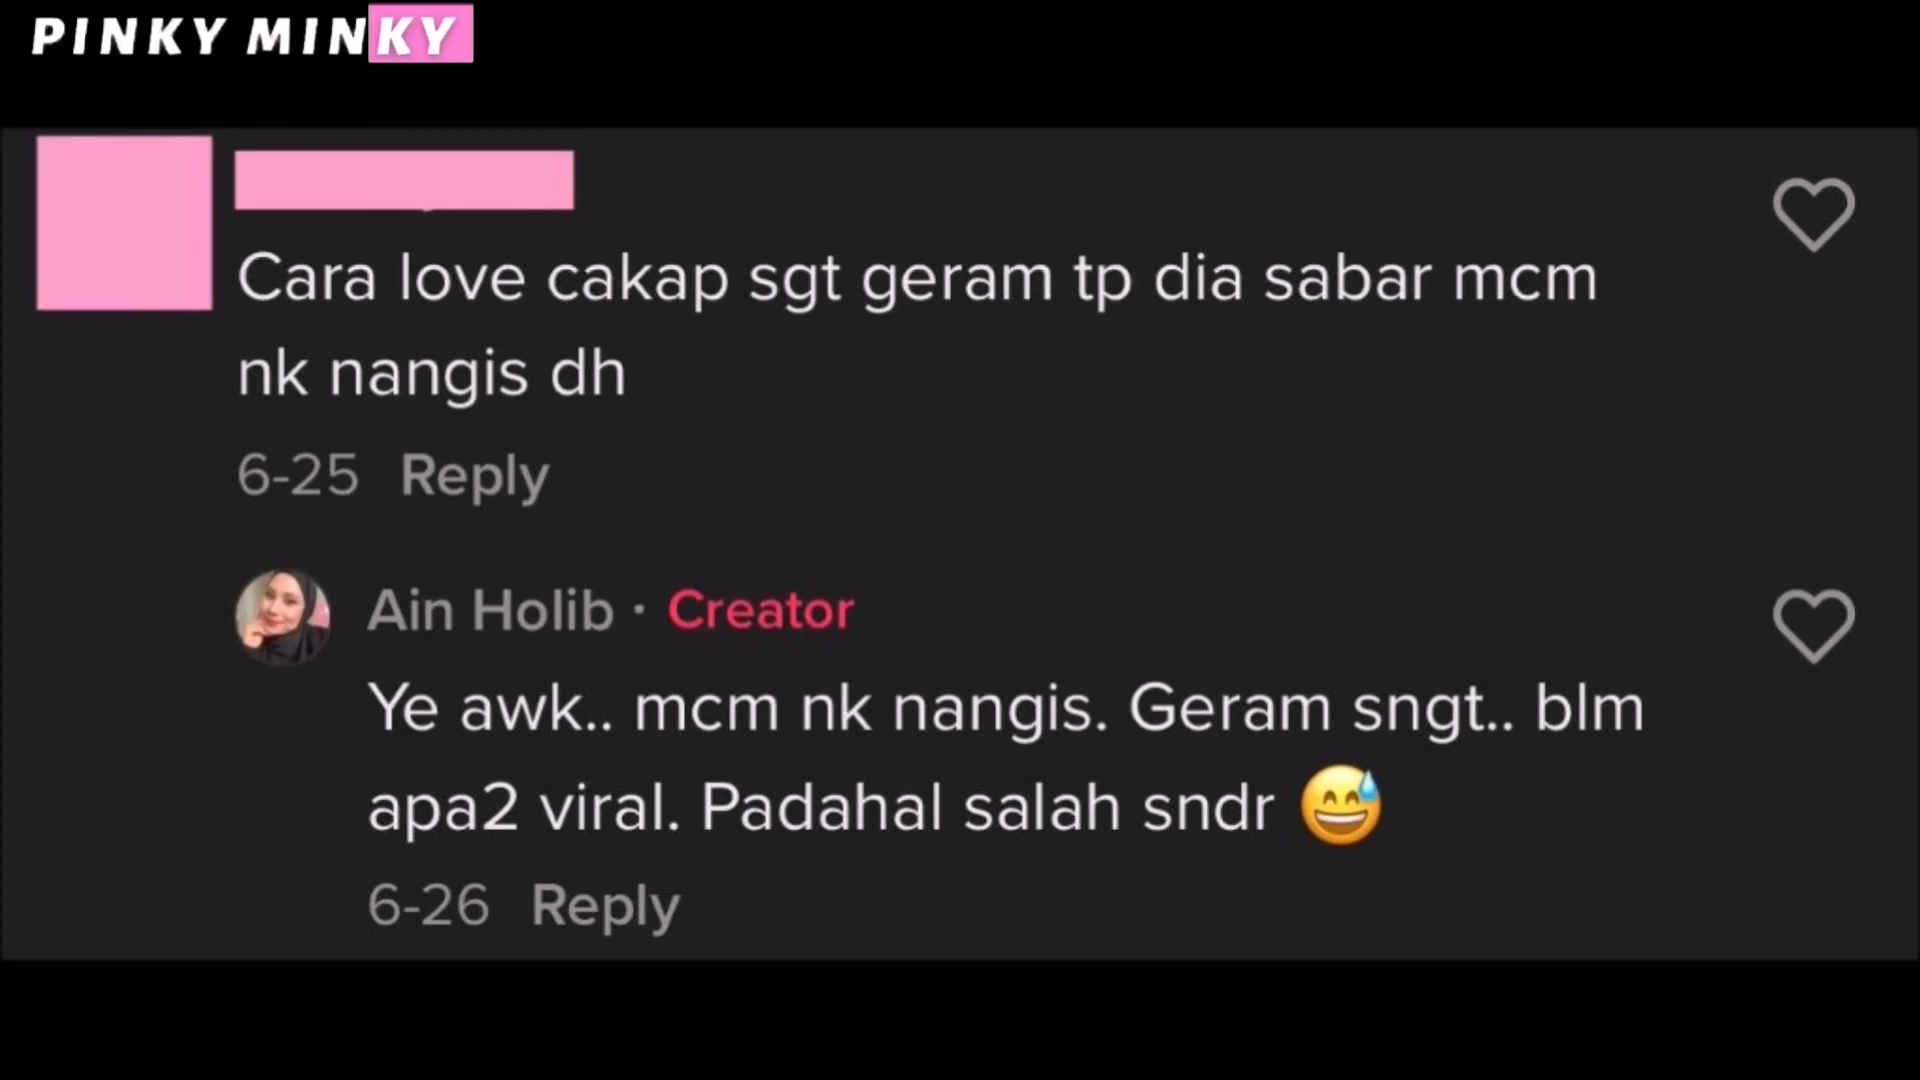 PINKY MINKY
Cara love cakap sgt geram tp dia sabar mcm
nk nangis dh
6-25 Reply
Ain Holib · Creator
Ye awk.. mcm nk nangis. Geram sngt.. blm
apa2 viral. Padahal salah sndr 😅
6-26 Reply